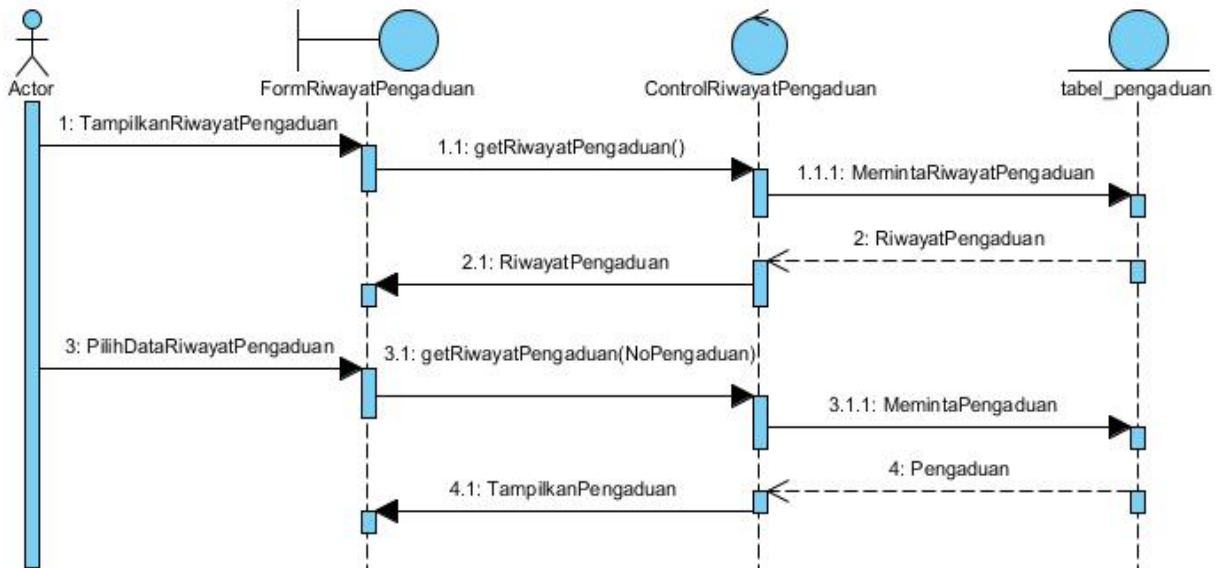 Actor
FormRiwayatPengaduan
ControlRiwayatPengaduan
tabel_pengaduan
1: TampilkanRiwayatPengaduan
1.1: getRiwayatPengaduan()
1.1.1: MemintaRiwayatPengaduan
2: RiwayatPengaduan
2.1: RiwayatPengaduan
3: PilihDataRiwayatPengaduan
3.1: getRiwayatPengaduan(NoPengaduan)
3.1.1: MemintaPengaduan
4: Pengaduan
4.1: TampilkanPengaduan